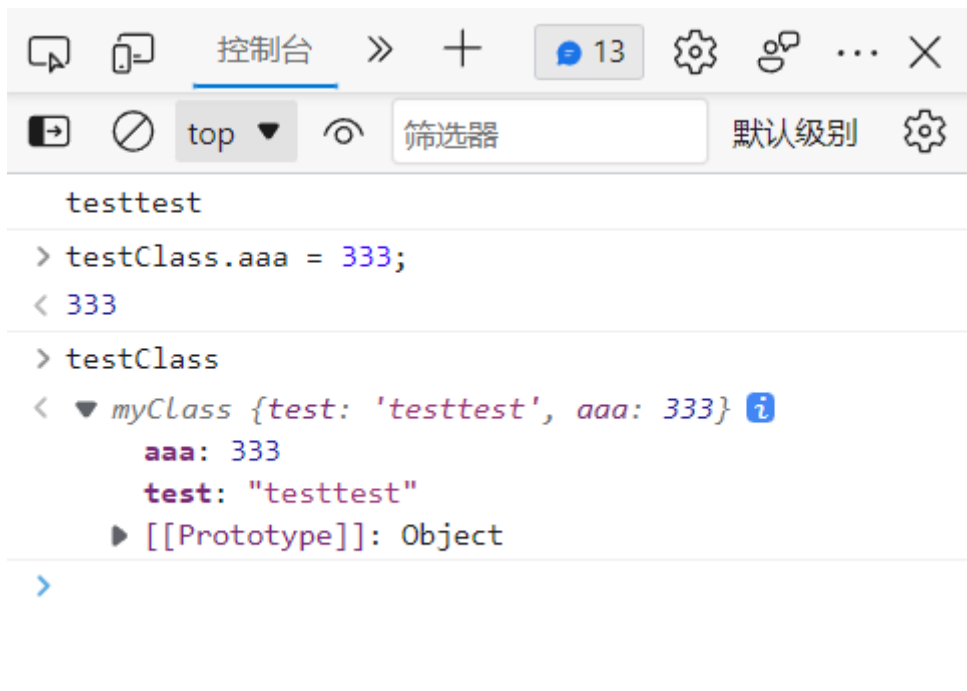 控制台 13
top 筛选器 默认级别
testtest
testClass.aaa = 333;
333
testClass
myClass {test: 'testtest', aaa: 333} i
aaa: 333
test: "testtest"
[[Prototype]]: Object